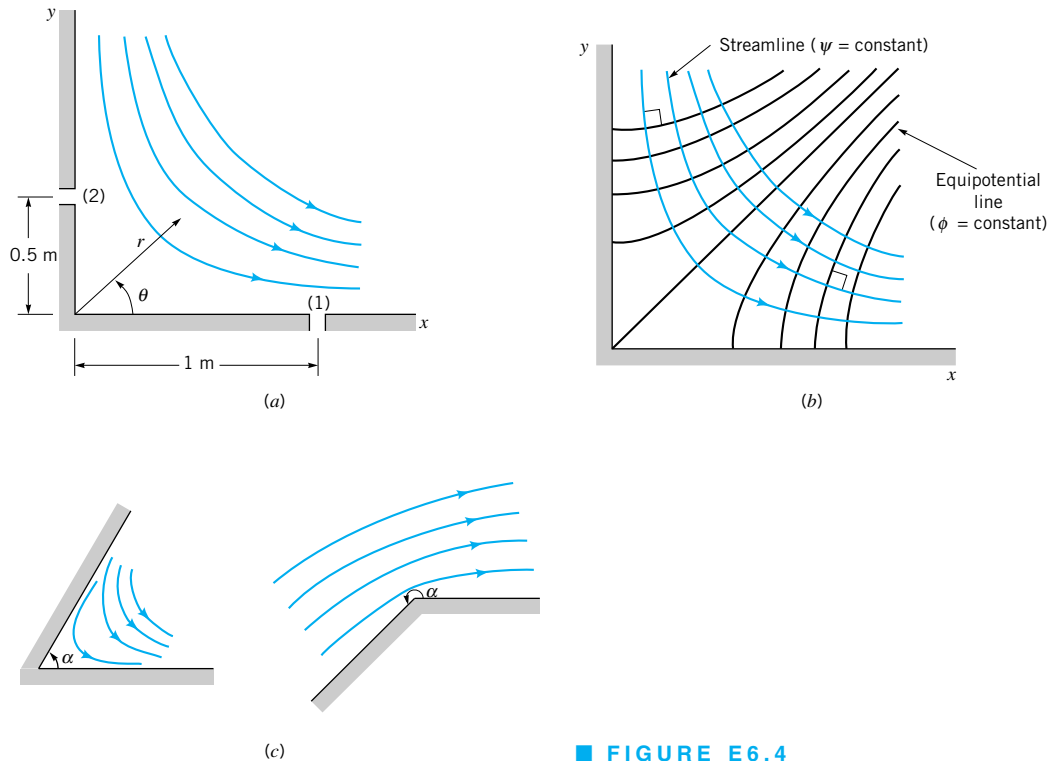 y
(2)
0.5 m
r
θ
(1)
x
1 m
(a)
y
Streamline (ψ = constant)
Equipotential
line
(ϕ = constant)
x
(b)
α
α
(c)
FIGURE E6.4